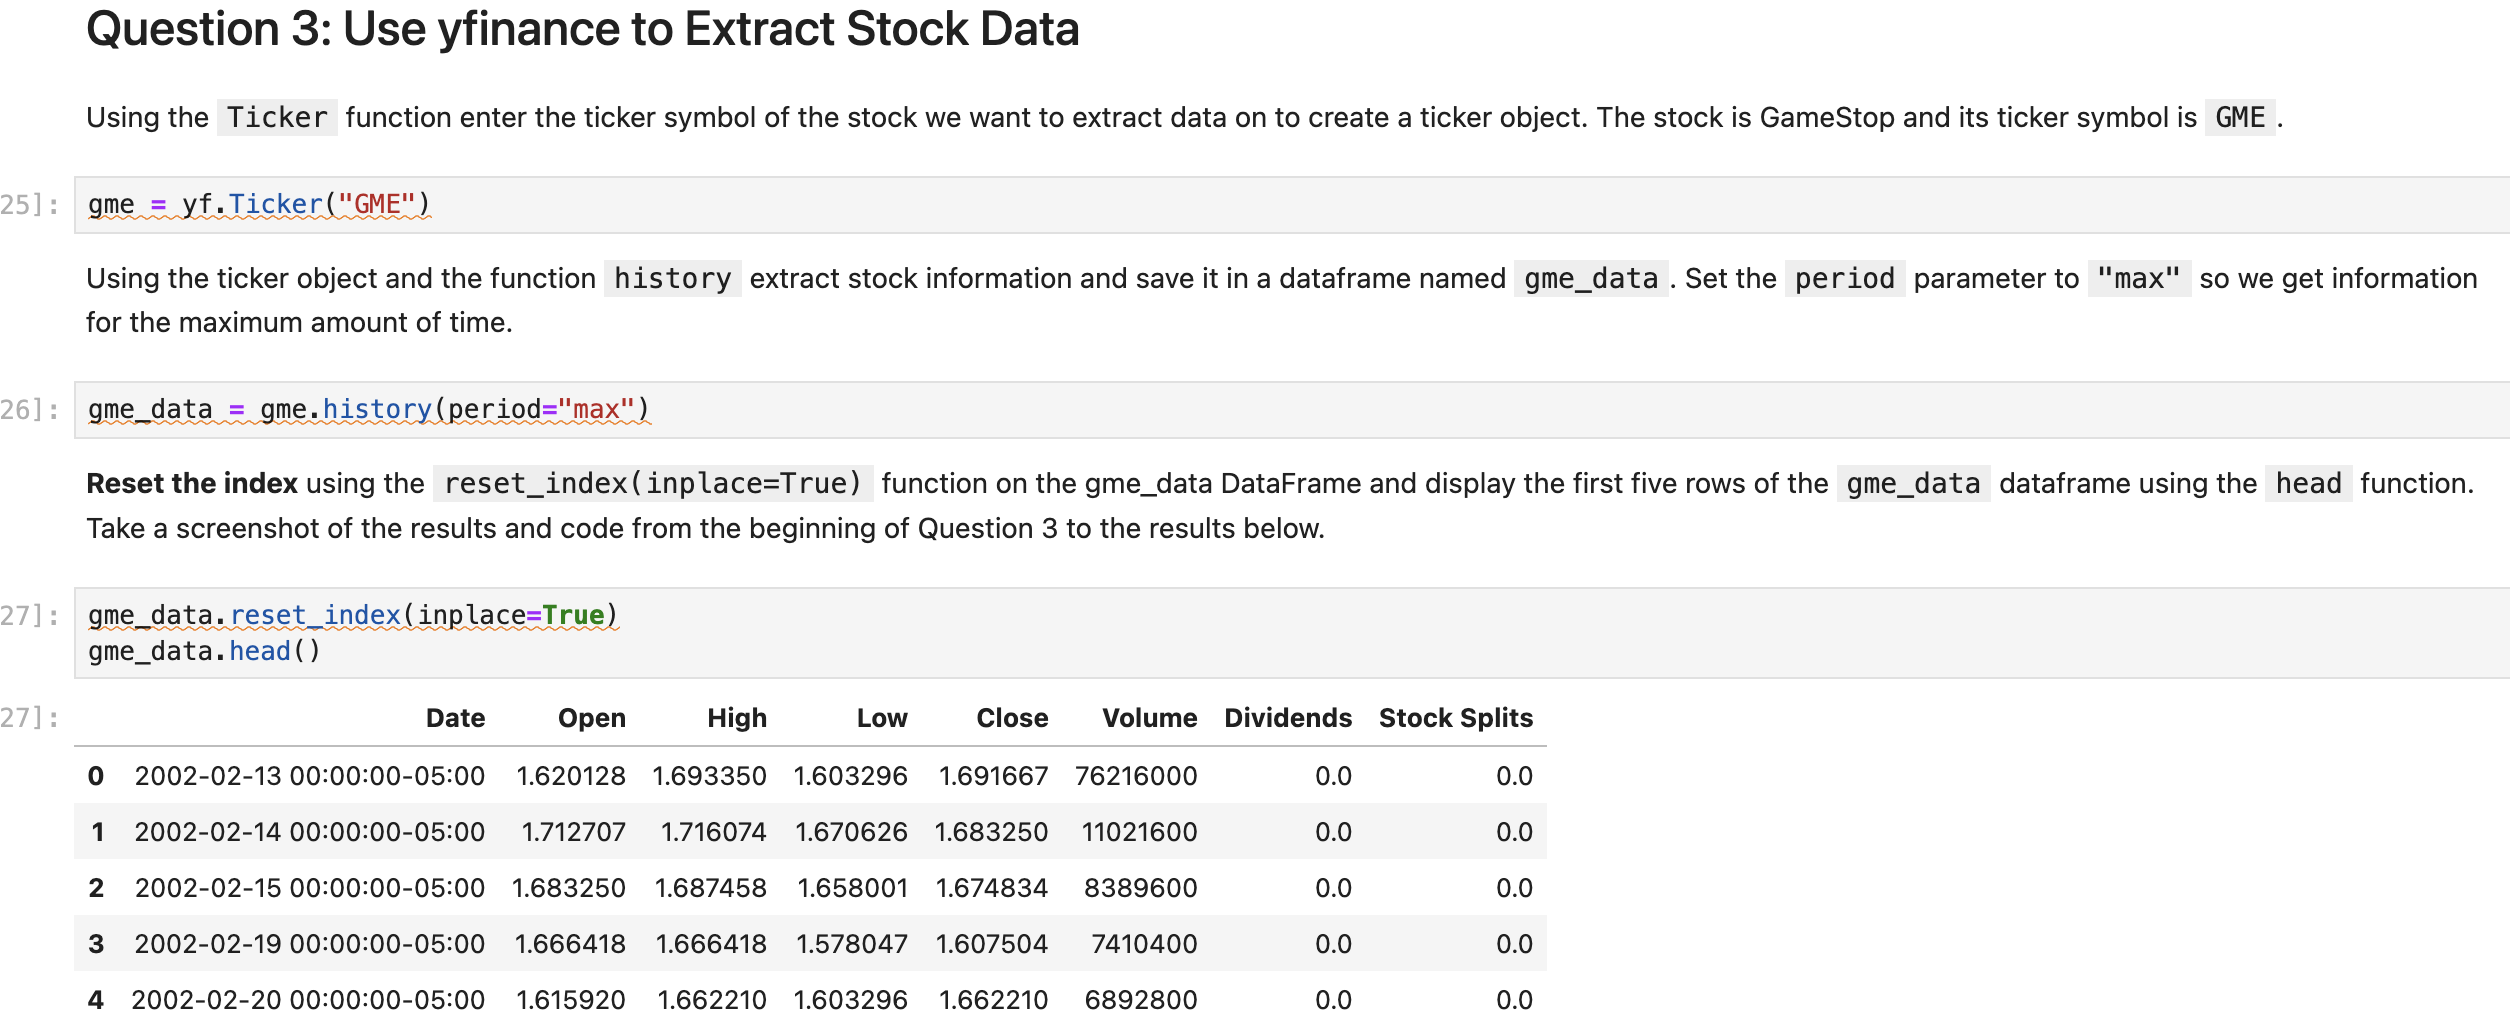 Question 3: Use yfinance to Extract Stock Data
Using the Ticker function enter the ticker symbol of the stock we want to extract data on to create a ticker object. The stock is GameStop and its ticker symbol is GME .
25]: gme = yf.Ticker("GME")
Using the ticker object and the function history extract stock information and save it in a dataframe named gme_data . Set the period parameter to "max" so we get information
for the maximum amount of time.
26]: gme_data = gme.history(period="max")
Reset the index using the reset_index(inplace=True) function on the gme_data DataFrame and display the first five rows of the gme_data dataframe using the head function.
Take a screenshot of the results and code from the beginning of Question 3 to the results below.
27]: gme_data.reset_index(inplace=True)
gme_data.head()
27]: Date Open High Low Close Volume Dividends Stock Splits
0 2002-02-13 00:00:00-05:00 1.620128 1.693350 1.603296 1.691667 76216000 0.0 0.0
1 2002-02-14 00:00:00-05:00 1.712707 1.716074 1.670626 1.683250 11021600 0.0 0.0
2 2002-02-15 00:00:00-05:00 1.683250 1.687458 1.658001 1.674834 8389600 0.0 0.0
3 2002-02-19 00:00:00-05:00 1.666418 1.666418 1.578047 1.607504 7410400 0.0 0.0
4 2002-02-20 00:00:00-05:00 1.615920 1.662210 1.603296 1.662210 6892800 0.0 0.0